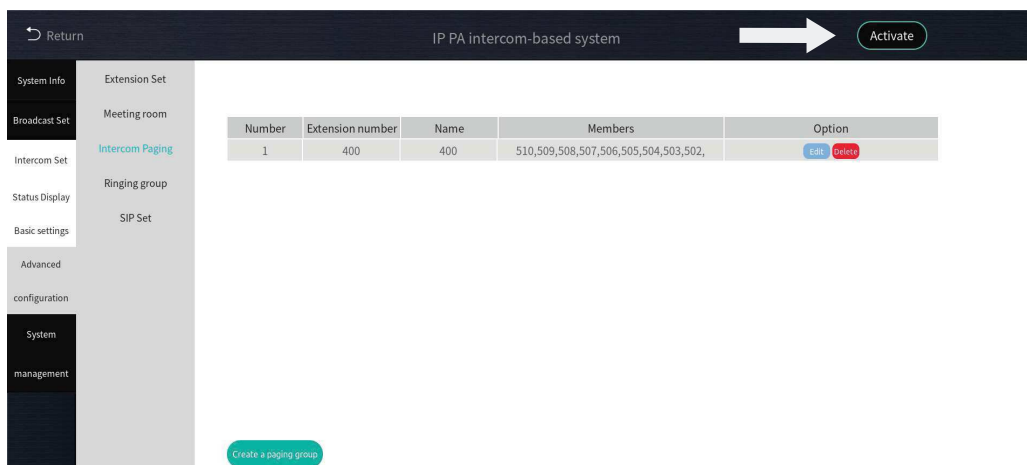 Return
IP PA intercom-based system
Activate
System Info
Broadcast Set
Intercom Set
Status Display
Basic settings
Advanced
configuration
System
management
Extension Set
Meeting room
Intercom Paging
Ringing group
SIP Set
Number Extension number Name Members Option
1 400 400 510,509,508,507,506,505,504,503,502, Edit Delete
Create a paging group